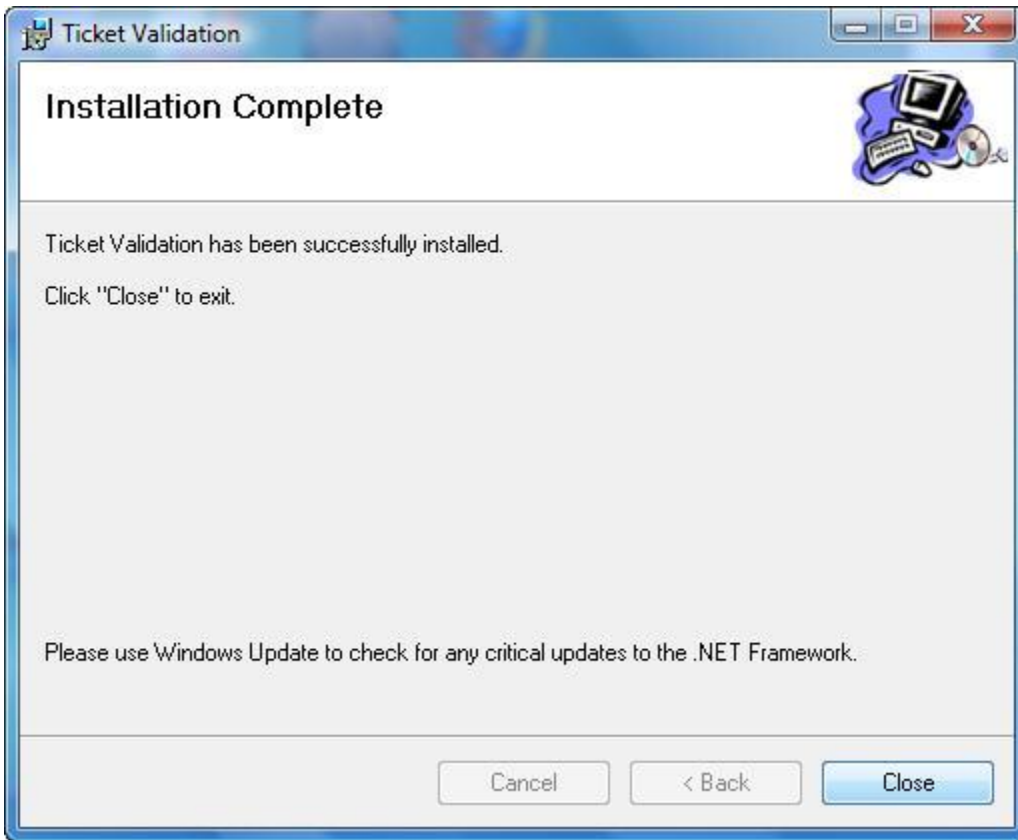 Ticket Validation
Installation Complete
Ticket Validation has been successfully installed.
Click "Close" to exit.
Please use Windows Update to check for any critical updates to the .NET Framework.
Cancel
< Back
Close